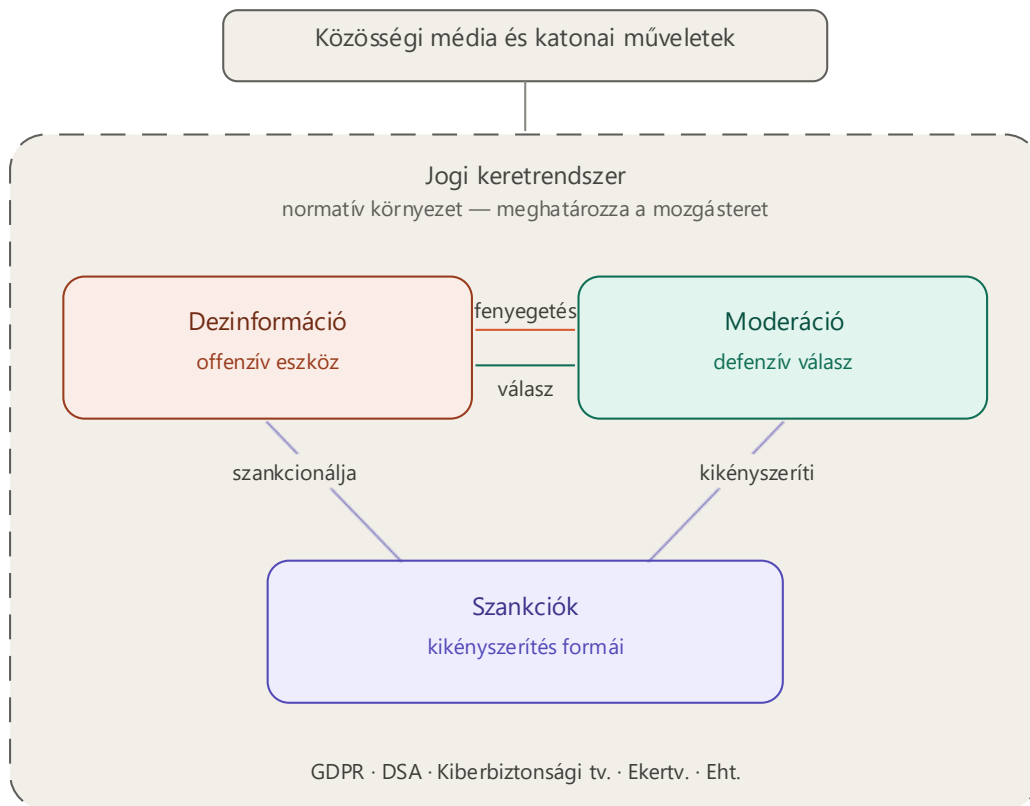 Közösségi média és katonai műveletek
Jogi keretrendszer
normatív környezet — meghatározza a mozgásteret
Dezinformáció
offenzív eszköz
fenyegetés
válasz
Moderáció
defenzív válasz
szankcionálja
kikényszeríti
Szankciók
kikényszerítés formái
GDPR · DSA · Kiberbiztonsági tv. · Ekertv. · Eht.